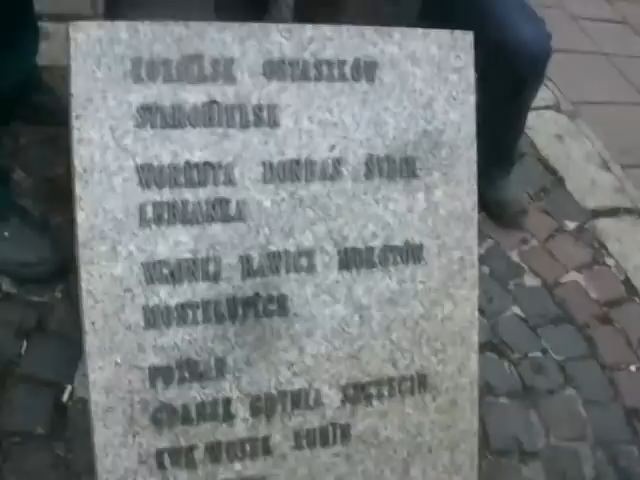 KOZIELSK OSTASZKÓW
STAROBIELSK
WORKUTA DONBAS SYBIR
ŁUBIANKA
WRONKI RAWICZ MOKOTÓW
MONTELUPICH
POZNAŃ
GDAŃSK GDYNIA SZCZECIN
KWK WUJEK LUBIN